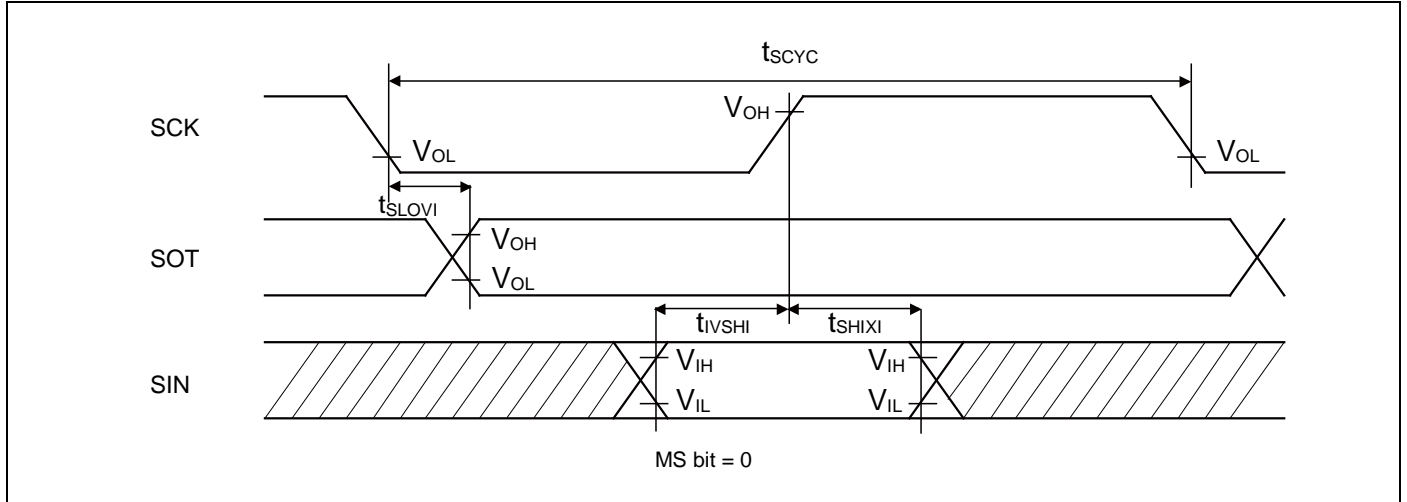 tSCYC
SCK
VOH
VOL
VOL
tSLOVI
SOT
VOH
VOL
tIVSHI
tSHIXI
SIN
VIH
VIH
VIL
VIL
MS bit = 0